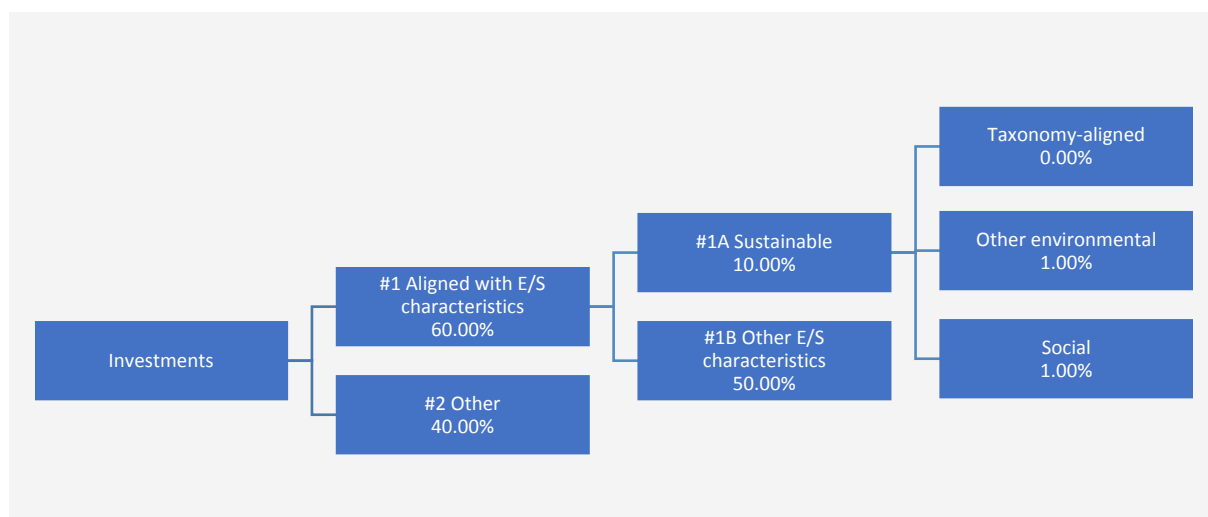 Investments
#1 Aligned with E/S
characteristics
60.00%
#2 Other
40.00%
#1A Sustainable
10.00%
#1B Other E/S
characteristics
50.00%
Taxonomy-aligned
0.00%
Other environmental
1.00%
Social
1.00%